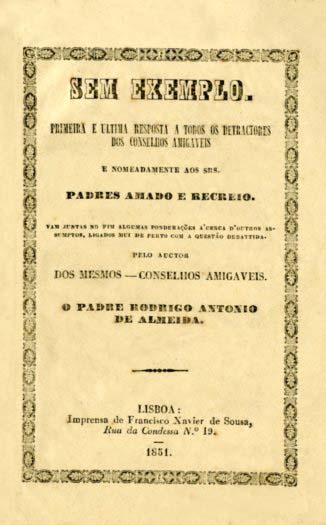 SEM EXEMPLO.
PRIMEIRA E ULTIMA RESPOSTA A TODOS OS DETRACTORES
DOS CONSELHOS AMIGAVEIS
E NOMEADAMENTE AOS SRS.
PADRES AMADO E RECREIO.
VAM JUNTAS NO FIM ALGUMAS PONDERAÇÕES Á'CERCA D'OUTROS AS-
SUMPTOS, LIGADOS MUI DE PERTO COM A QUESTÃO DEBATTIDA.
PELO AUCTOR
DOS MESMOS — CONSELHOS AMIGAVEIS.
O PADRE RODRIGO ANTONIO
DE ALMEIDA.
LISBOA:
Imprensa de Francisco Xavier de Sousa,
Rua da Condessa N.º 19.
1851.